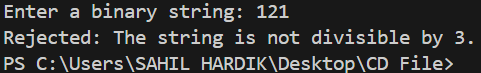 Enter a binary string: 121
Rejected: The string is not divisible by 3.
PS C:\Users\SAHIL HARDIK\Desktop\CD File>